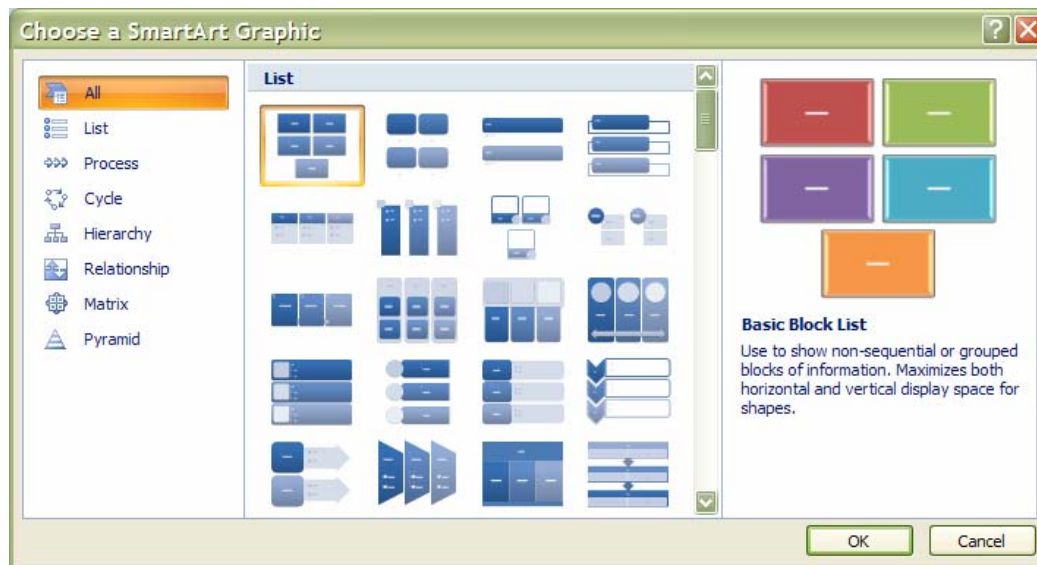 Choose a SmartArt Graphic
?
All
List
Process
Cycle
Hierarchy
Relationship
Matrix
Pyramid
List
Basic Block List
Use to show non-sequential or grouped
blocks of information. Maximizes both
horizontal and vertical display space for
shapes.
OK
Cancel